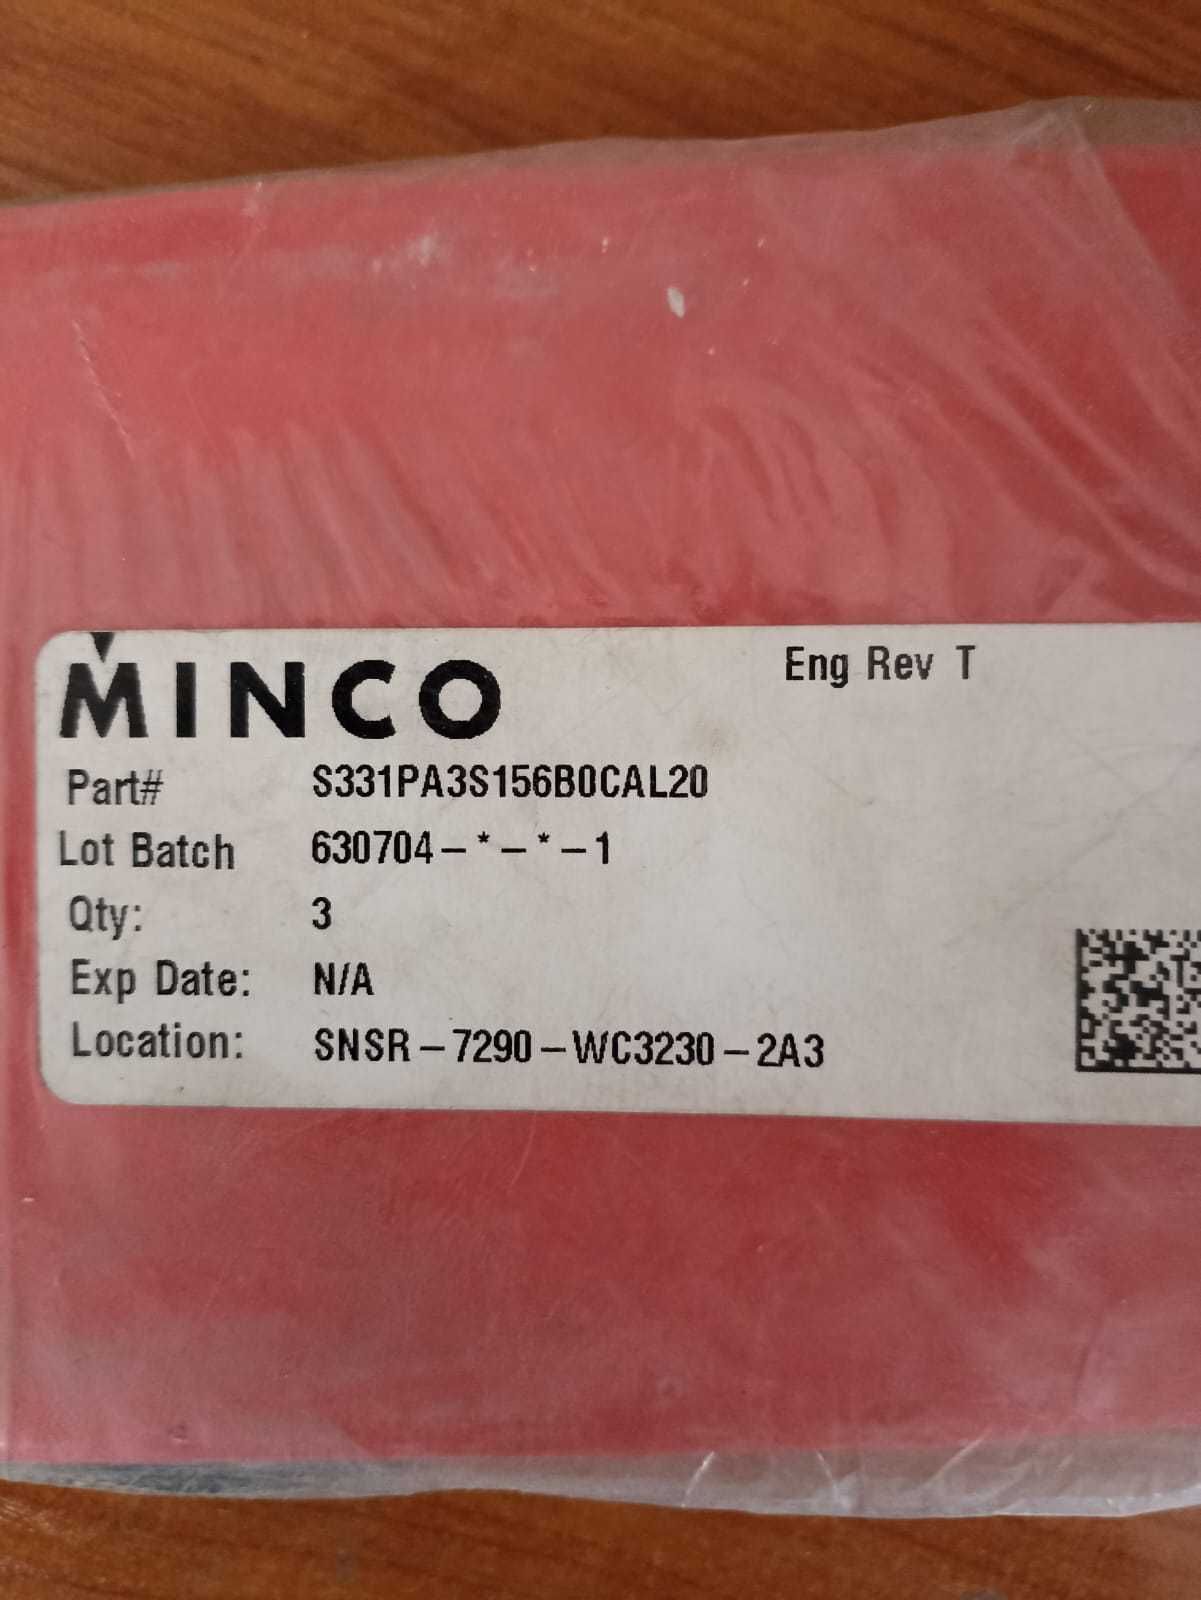 MINCO
Eng Rev T
Part# S331PA3S156B0CAL20
Lot Batch 630704-*-*-1
Qty: 3
Exp Date: N/A
Location: SNSR-7290-WC3230-2A3